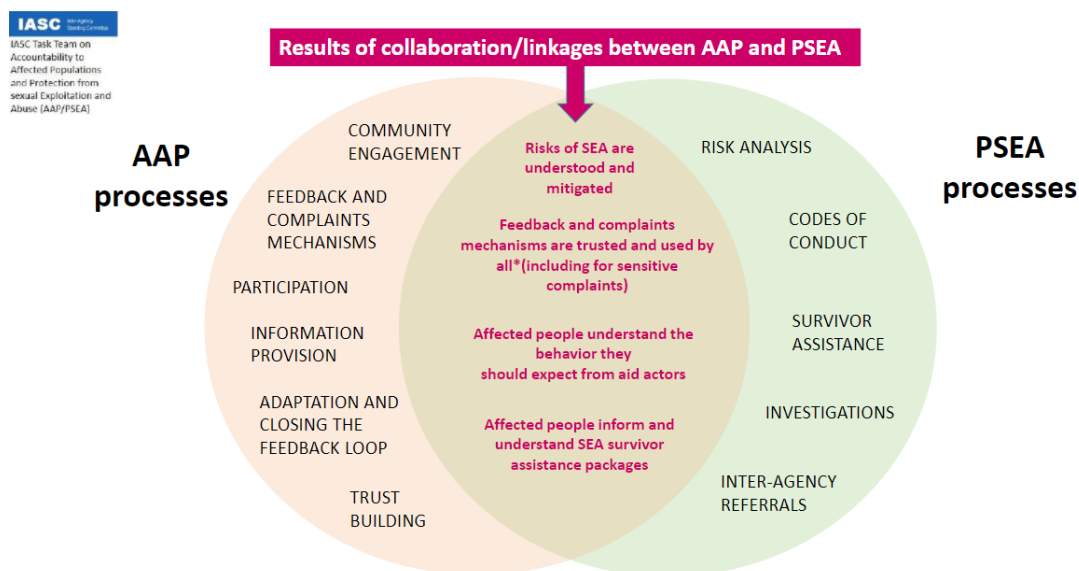 IASC Inter-Agency
Standing Committee
IASC Task Team on
Accountability to
Affected Populations
and Protection from
sexual Exploitation and
Abuse (AAP/PSEA)
Results of collaboration/linkages between AAP and PSEA
AAP
processes
COMMUNITY
ENGAGEMENT
FEEDBACK AND
COMPLAINTS
MECHANISMS
PARTICIPATION
INFORMATION
PROVISION
ADAPTATION AND
CLOSING THE
FEEDBACK LOOP
TRUST
BUILDING
Risks of SEA are
understood and
mitigated
Feedback and complaints
mechanisms are trusted and used by
all*(including for sensitive
complaints)
Affected people understand the
behavior they
should expect from aid actors
Affected people inform and
understand SEA survivor
assistance packages
PSEA
processes
RISK ANALYSIS
CODES OF
CONDUCT
SURVIVOR
ASSISTANCE
INVESTIGATIONS
INTER-AGENCY
REFERRALS